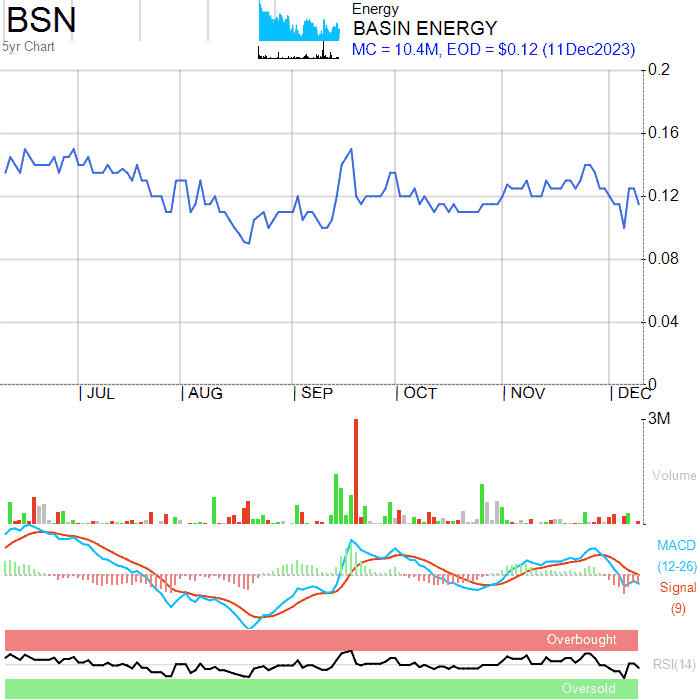 BSN
5yr Chart
Energy
BASIN ENERGY
MC = 10.4M, EOD = $0.12 (11Dec2023)
0.2
0.16
0.12
0.08
0.04
0
JUL AUG SEP OCT NOV DEC
3M
Volume
MACD
(12-26)
Signal
(9)
Overbought
RSI(14)
Oversold